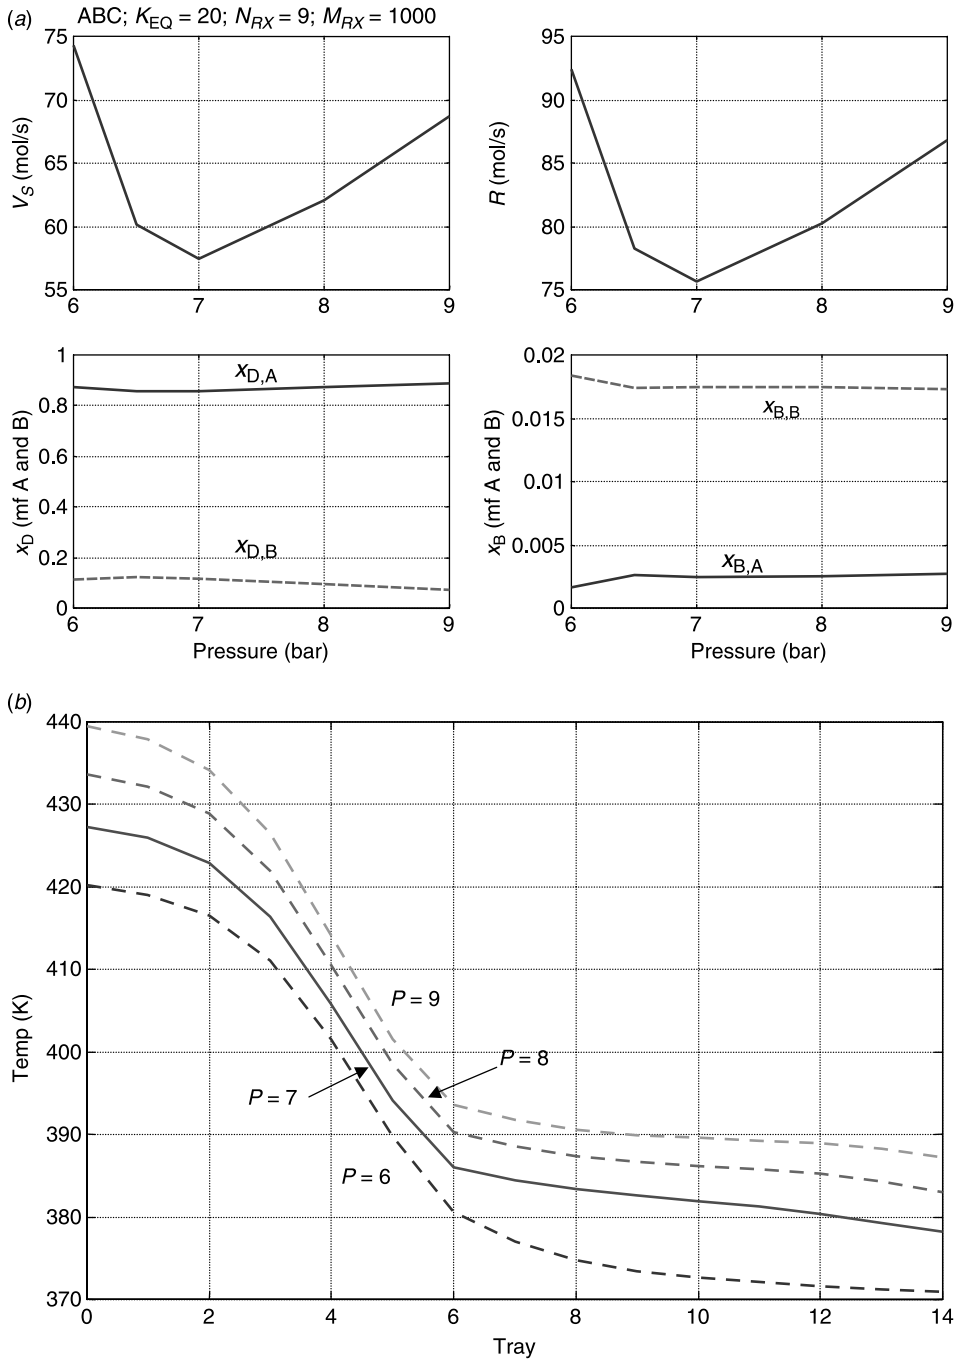 (a)
ABC; K_EQ = 20; N_RX = 9; M_RX = 1000
75
70
65
60
55
V_S (mol/s)
6 7 8 9
95
90
85
80
75
R (mol/s)
6 7 8 9
1
0.8
0.6
0.4
0.2
0
x_D (mf A and B)
x_D,A
x_D,B
6 7 8 9
Pressure (bar)
0.02
0.015
0.01
0.005
0
x_B (mf A and B)
x_B,B
x_B,A
6 7 8 9
Pressure (bar)
(b)
440
430
420
410
400
390
380
370
Temp (K)
P = 9
P = 8
P = 7
P = 6
0 2 4 6 8 10 12 14
Tray